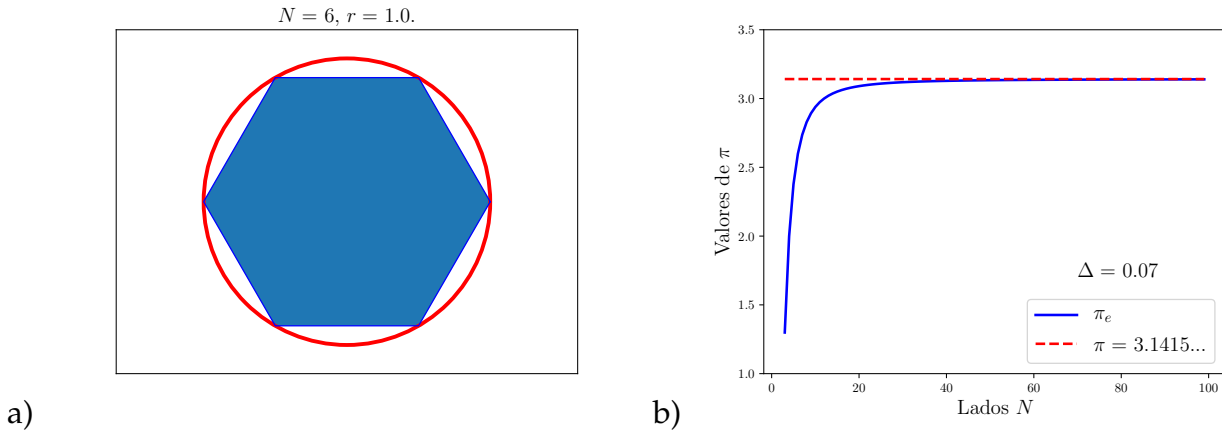 N = 6, r = 1.0.
a)
3.5
3.0
2.5
2.0
1.5
1.0
Valores de π
Δ = 0.07
π_e
π = 3.1415...
0
20
40
60
80
100
Lados N
b)